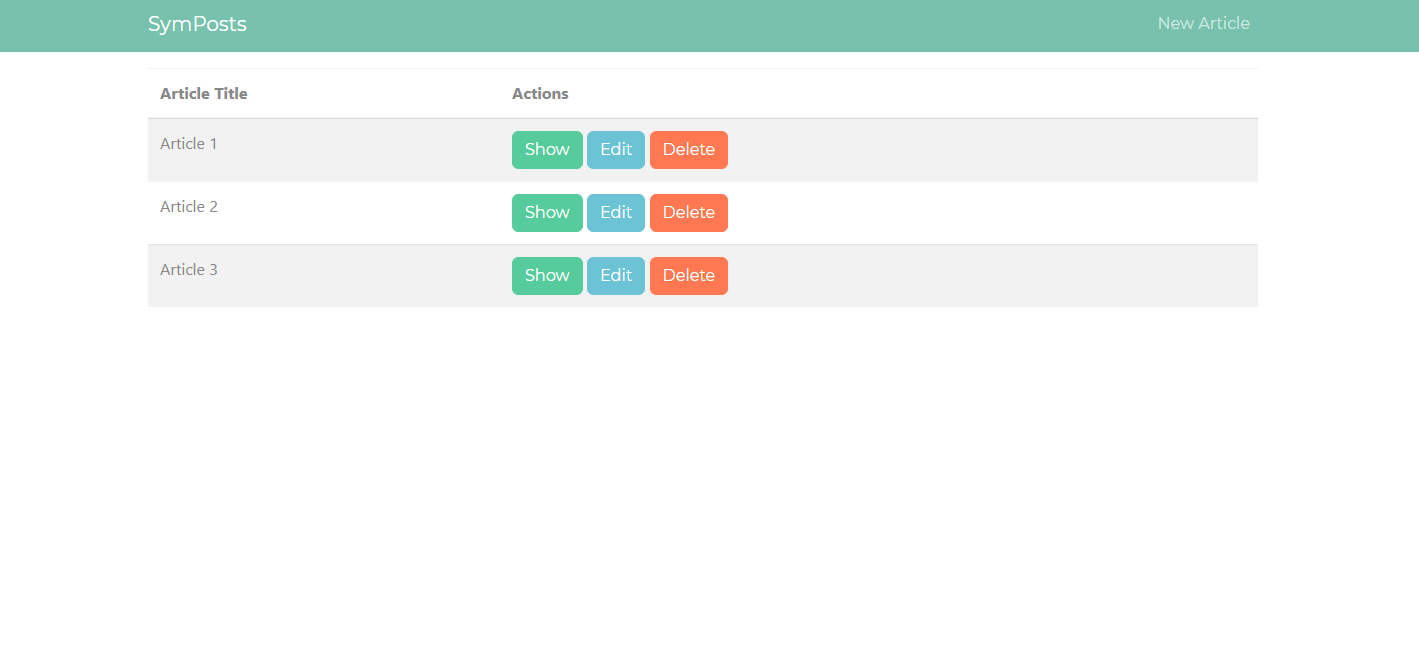 SymPosts New Article
Article Title Actions
Article 1 Show Edit Delete
Article 2 Show Edit Delete
Article 3 Show Edit Delete